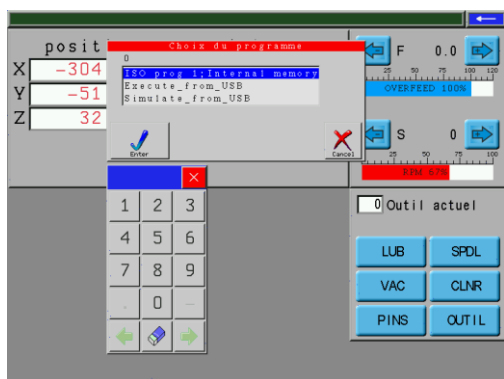 Choix du programme
posit
0
ISO prog 1;Internal memory
Execute_from_USB
Simulate_from_USB
Enter
Cancel
X -304
Y -51
Z 32
F 0.0
25 50 75 100 120
OVERFEED 100%
S 0
25 50 75 100
RPM 67%
0 Outil actuel
1 2 3
4 5 6
7 8 9
. 0 -
LUB SPDL
VAC CLNR
PINS OUTIL